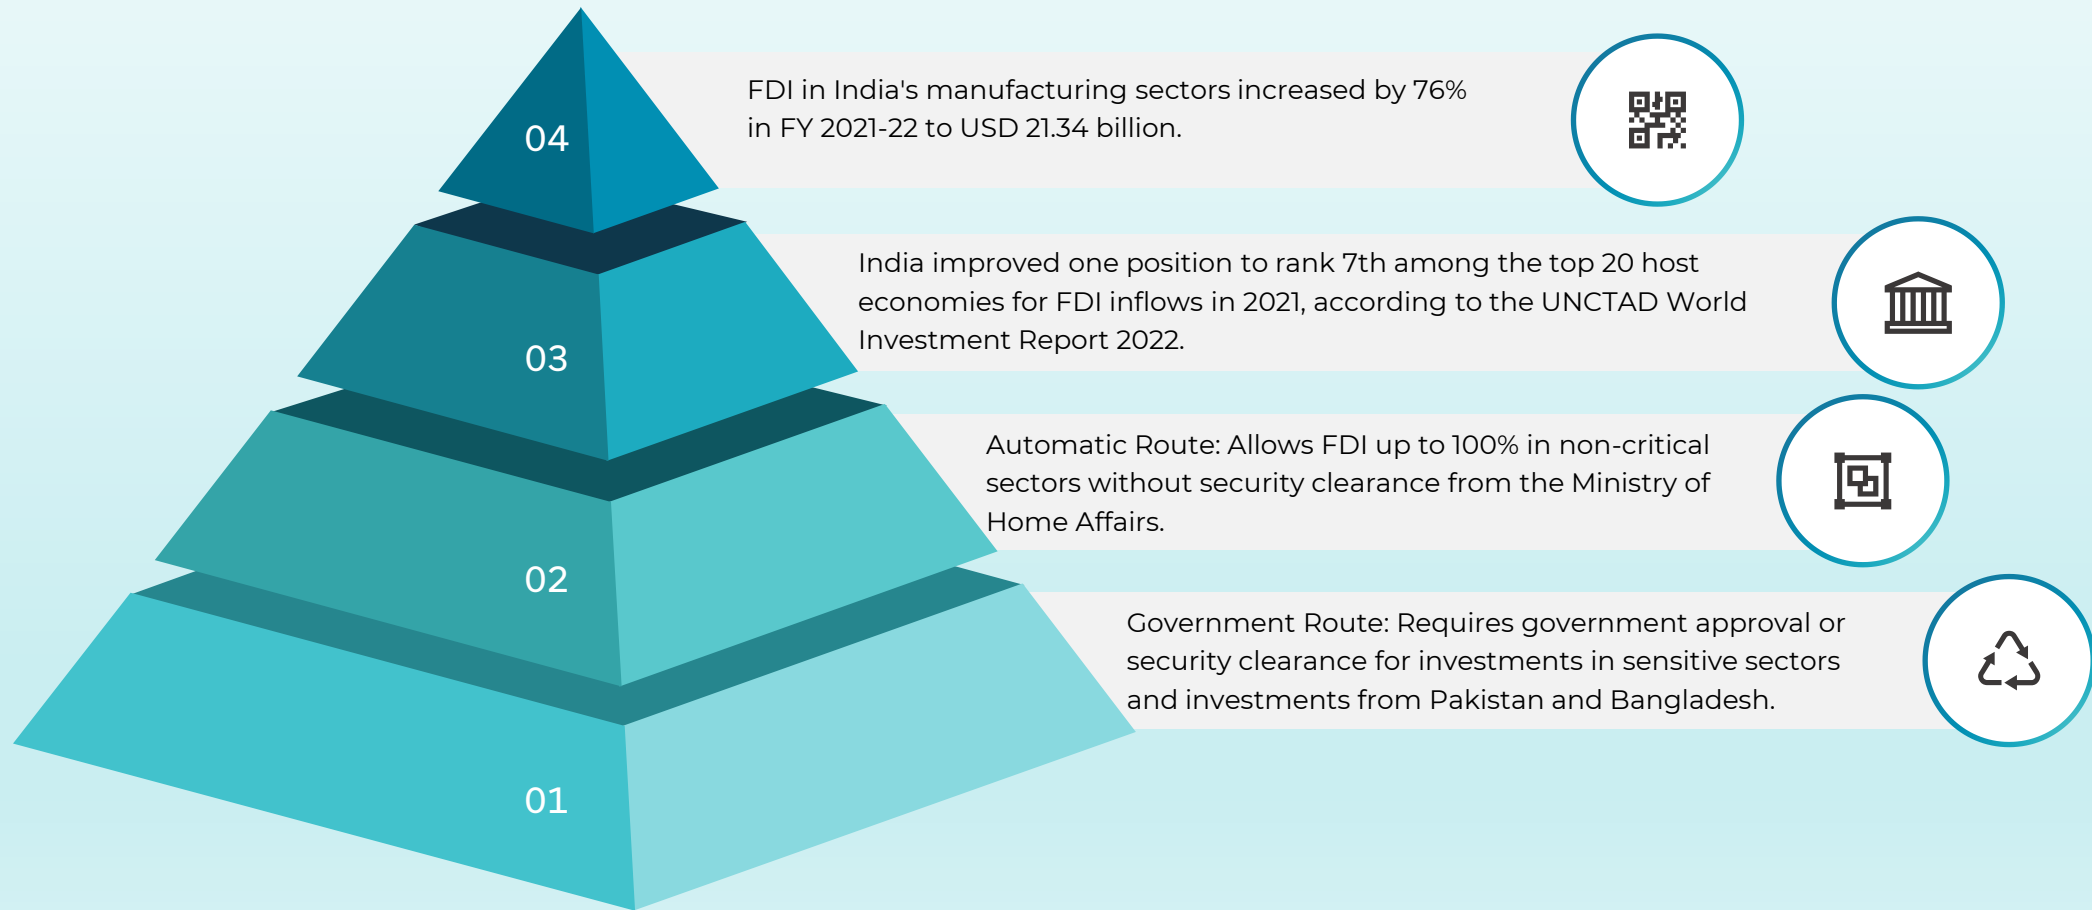 04
FDI in India's manufacturing sectors increased by 76%
in FY 2021-22 to USD 21.34 billion.
03
India improved one position to rank 7th among the top 20 host
economies for FDI inflows in 2021, according to the UNCTAD World
Investment Report 2022.
02
Automatic Route: Allows FDI up to 100% in non-critical
sectors without security clearance from the Ministry of
Home Affairs.
01
Government Route: Requires government approval or
security clearance for investments in sensitive sectors
and investments from Pakistan and Bangladesh.